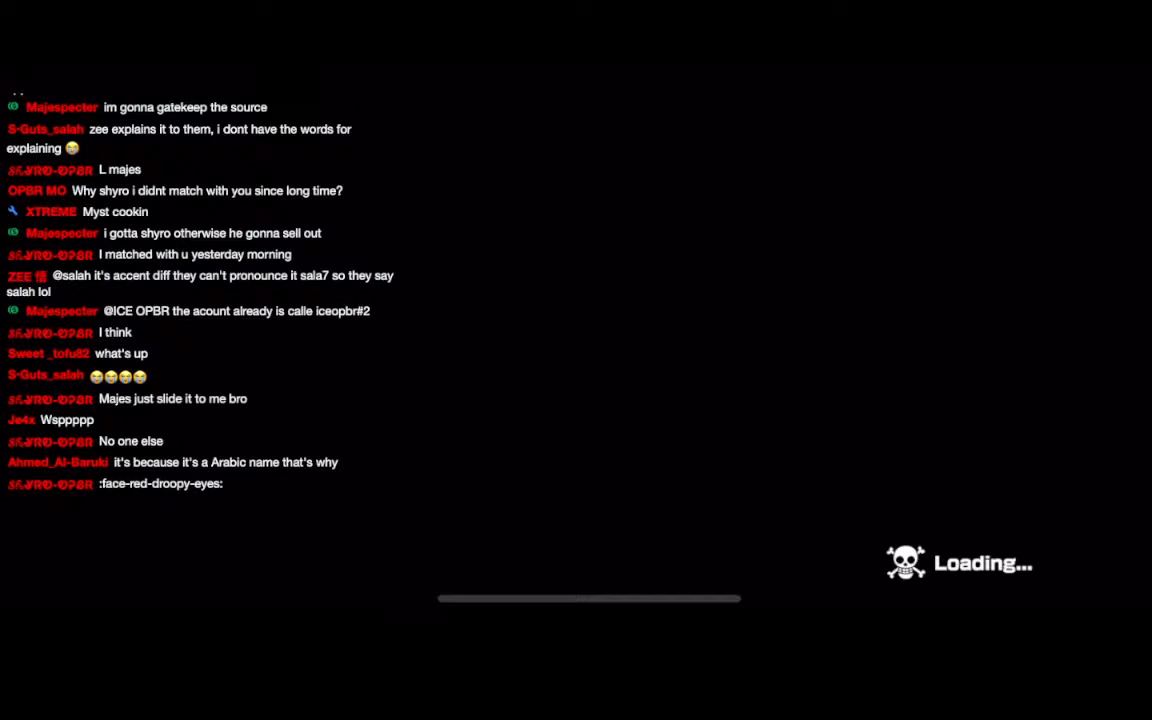 Majespecter im gonna gatekeep the source
S-Guts_salah zee explains it to them, i dont have the words for
explaining 😭
L majes
OPBR MO Why shyro i didnt match with you since long time?
XTREME Myst cookin
Majespecter i gotta shyro otherwise he gonna sell out
I matched with u yesterday morning
ZEE 悟 @salah it's accent diff they can't pronounce it sala7 so they say
salah lol
Majespecter @ICE OPBR the acount already is calle iceopbr#2
I think
Sweet _tofu82 what's up
S-Guts_salah 😭😭😭😭
Majes just slide it to me bro
Je4x Wsppppp
No one else
Ahmed_Al-Baruki it's because it's a Arabic name that's why
:face-red-droopy-eyes:
Loading...